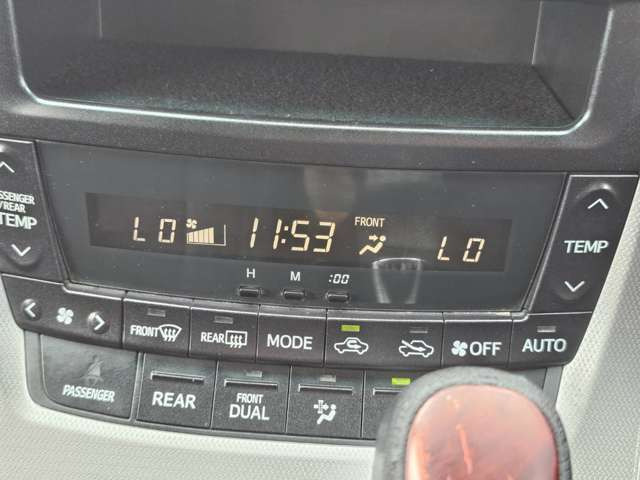 PASSENGER
/REAR
TEMP
LO
11:53
FRONT
LO
TEMP
H
M
:00
FRONT
REAR
MODE
OFF
AUTO
PASSENGER
REAR
FRONT
DUAL